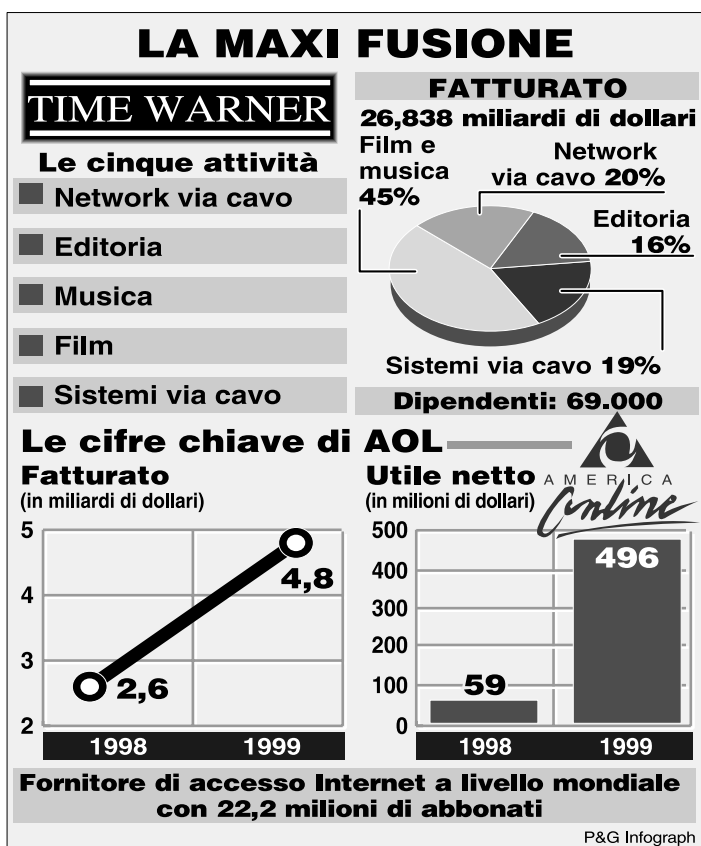 LA MAXI FUSIONE
TIME WARNER
Le cinque attività
Network via cavo
Editoria
Musica
Film
Sistemi via cavo
FATTURATO
26,838 miliardi di dollari
Film e
musica
45%
Network
via cavo 20%
Editoria
16%
Sistemi via cavo 19%
Dipendenti: 69.000
Le cifre chiave di AOL
AMERICA
Online
Fatturato
(in miliardi di dollari)
5
4
3
2
4,8
2,6
1998 1999
Utile netto
(in milioni di dollari)
500
400
300
200
100
0
496
59
1998 1999
Fornitore di accesso Internet a livello mondiale
con 22,2 milioni di abbonati
P&G Infograph